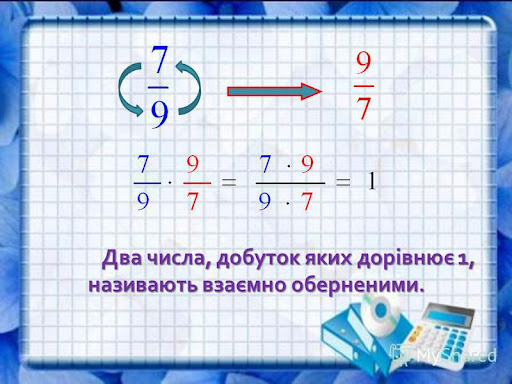 7/9 → 9/7
7/9 · 9/7 = 7 · 9 / 9 · 7 = 1
Два числа, добуток яких дорівнює 1,
називають взаємно оберненими.
MyShared